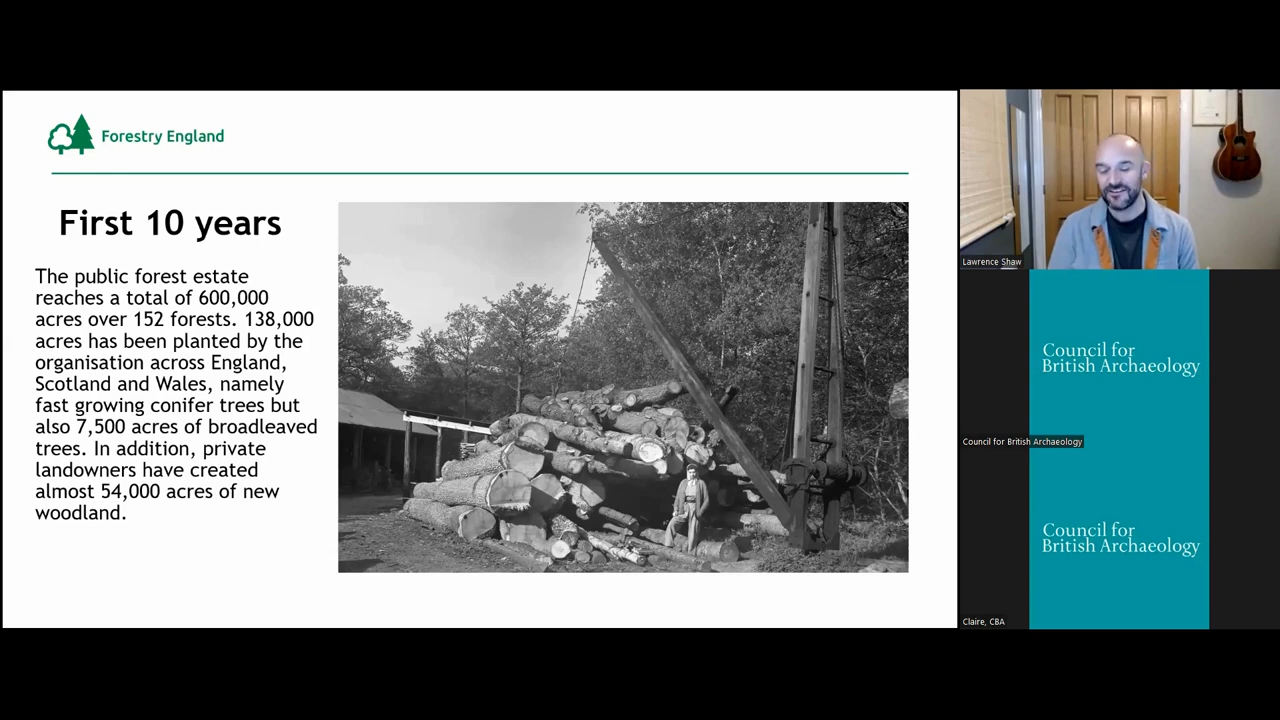 Forestry England
First 10 years
The public forest estate
reaches a total of 600,000
acres over 152 forests. 138,000
acres has been planted by the
organisation across England,
Scotland and Wales, namely
fast growing conifer trees but
also 7,500 acres of broadleaved
trees. In addition, private
landowners have created
almost 54,000 acres of new
woodland.
Lawrence Shaw
Council for
British Archaeology
Council for British Archaeology
Council for
British Archaeology
Claire, CBA